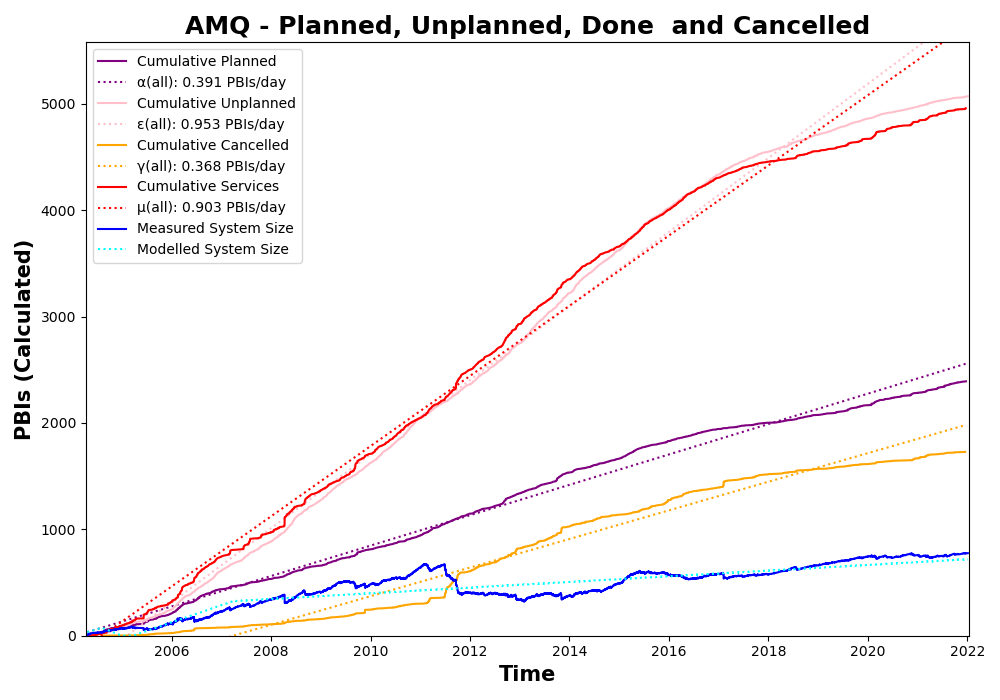 AMQ - Planned, Unplanned, Done  and Cancelled
Cumulative Planned
α(all): 0.391 PBIs/day
Cumulative Unplanned
ε(all): 0.953 PBIs/day
Cumulative Cancelled
γ(all): 0.368 PBIs/day
Cumulative Services
μ(all): 0.903 PBIs/day
Measured System Size
Modelled System Size
PBIs (Calculated)
5000
4000
3000
2000
1000
0
2006 2008 2010 2012 2014 2016 2018 2020 2022
Time